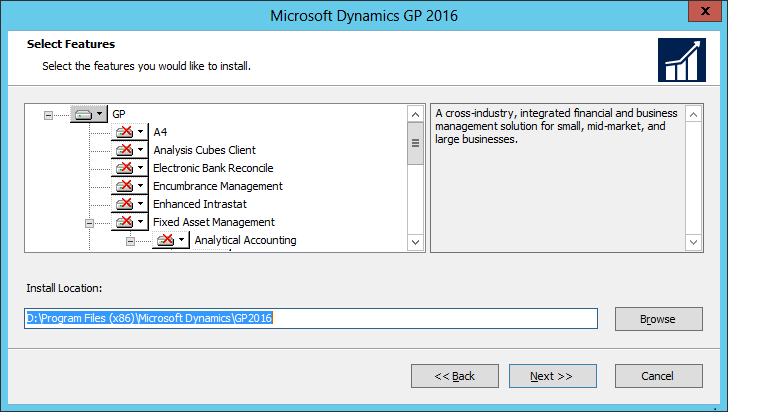 Microsoft Dynamics GP 2016
x
Select Features
Select the features you would like to install.
GP
A4
Analysis Cubes Client
Electronic Bank Reconcile
Encumbrance Management
Enhanced Intrastat
Fixed Asset Management
Analytical Accounting
A cross-industry, integrated financial and business
management solution for small, mid-market, and
large businesses.
Install Location:
D:\Program Files (x86)\Microsoft Dynamics\GP2016
Browse
<< Back
Next >>
Cancel